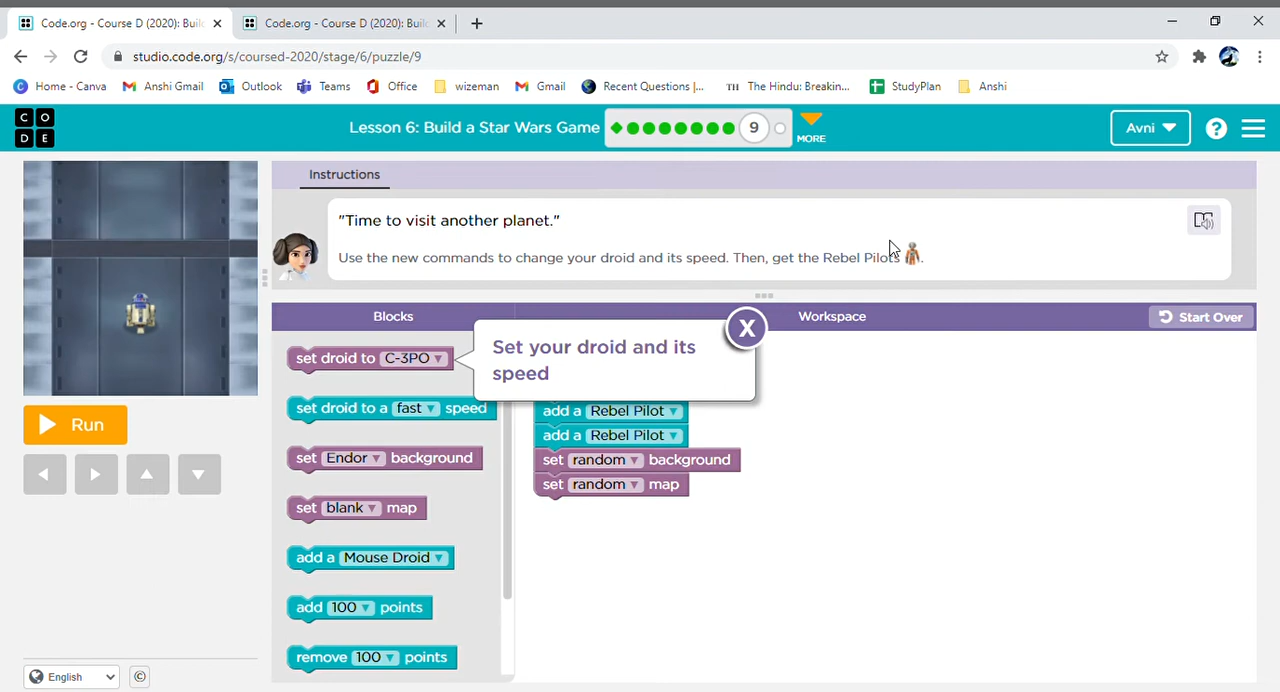 Code.org - Course D (2020): Buil
Code.org - Course D (2020): Buil
studio.code.org/s/coursed-2020/stage/6/puzzle/9
Home - Canva
Anshi Gmail
Outlook
Teams
Office
wizeman
Gmail
Recent Questions |...
TH The Hindu: Breakin...
StudyPlan
Anshi
C O
D E
Lesson 6: Build a Star Wars Game
9
MORE
Avni
?
Instructions
"Time to visit another planet."
Use the new commands to change your droid and its speed. Then, get the Rebel Pilots .
Blocks
Workspace
Start Over
set droid to C-3PO
set droid to a fast speed
set Endor background
set blank map
add a Mouse Droid
add 100 points
remove 100 points
X
Set your droid and its
speed
add a Rebel Pilot
add a Rebel Pilot
set random background
set random map
Run
English
©